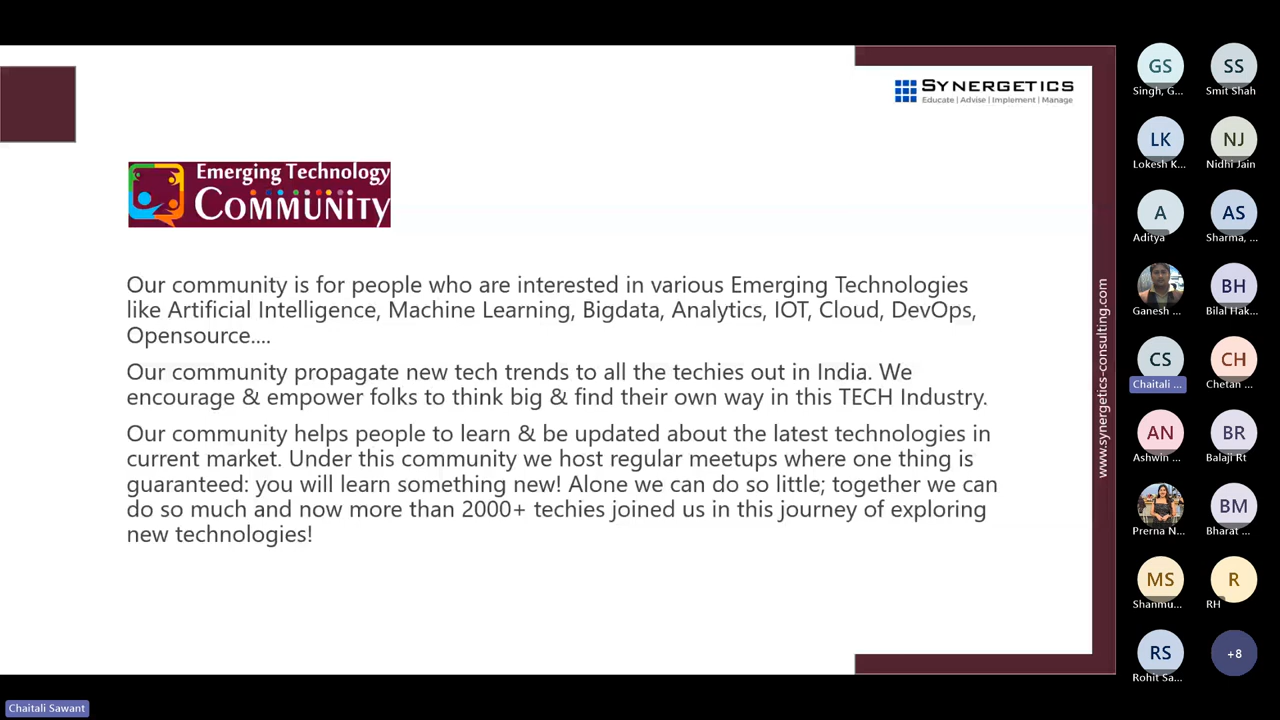 SYNERGETICS
Educate | Advise | Implement | Manage
Emerging Technology
COMMUNITY
Our community is for people who are interested in various Emerging Technologies
like Artificial Intelligence, Machine Learning, Bigdata, Analytics, IOT, Cloud, DevOps,
Opensource....
Our community propagate new tech trends to all the techies out in India. We
encourage & empower folks to think big & find their own way in this TECH Industry.
Our community helps people to learn & be updated about the latest technologies in
current market. Under this community we host regular meetups where one thing is
guaranteed: you will learn something new! Alone we can do so little; together we can
do so much and now more than 2000+ techies joined us in this journey of exploring
new technologies!
www.synergetics-consulting.com
GS
Singh, G...
SS
Smit Shah
LK
Lokesh K...
NJ
Nidhi Jain
A
Aditya
AS
Sharma, ...
Ganesh ...
BH
Bilal Hak...
CS
Chaitali ...
CH
Chetan ...
AN
Ashwin ...
BR
Balaji Rt
Prerna N...
BM
Bharat ...
MS
Shanmu...
R
RH
RS
Rohit Sa...
+8
Chaitali Sawant